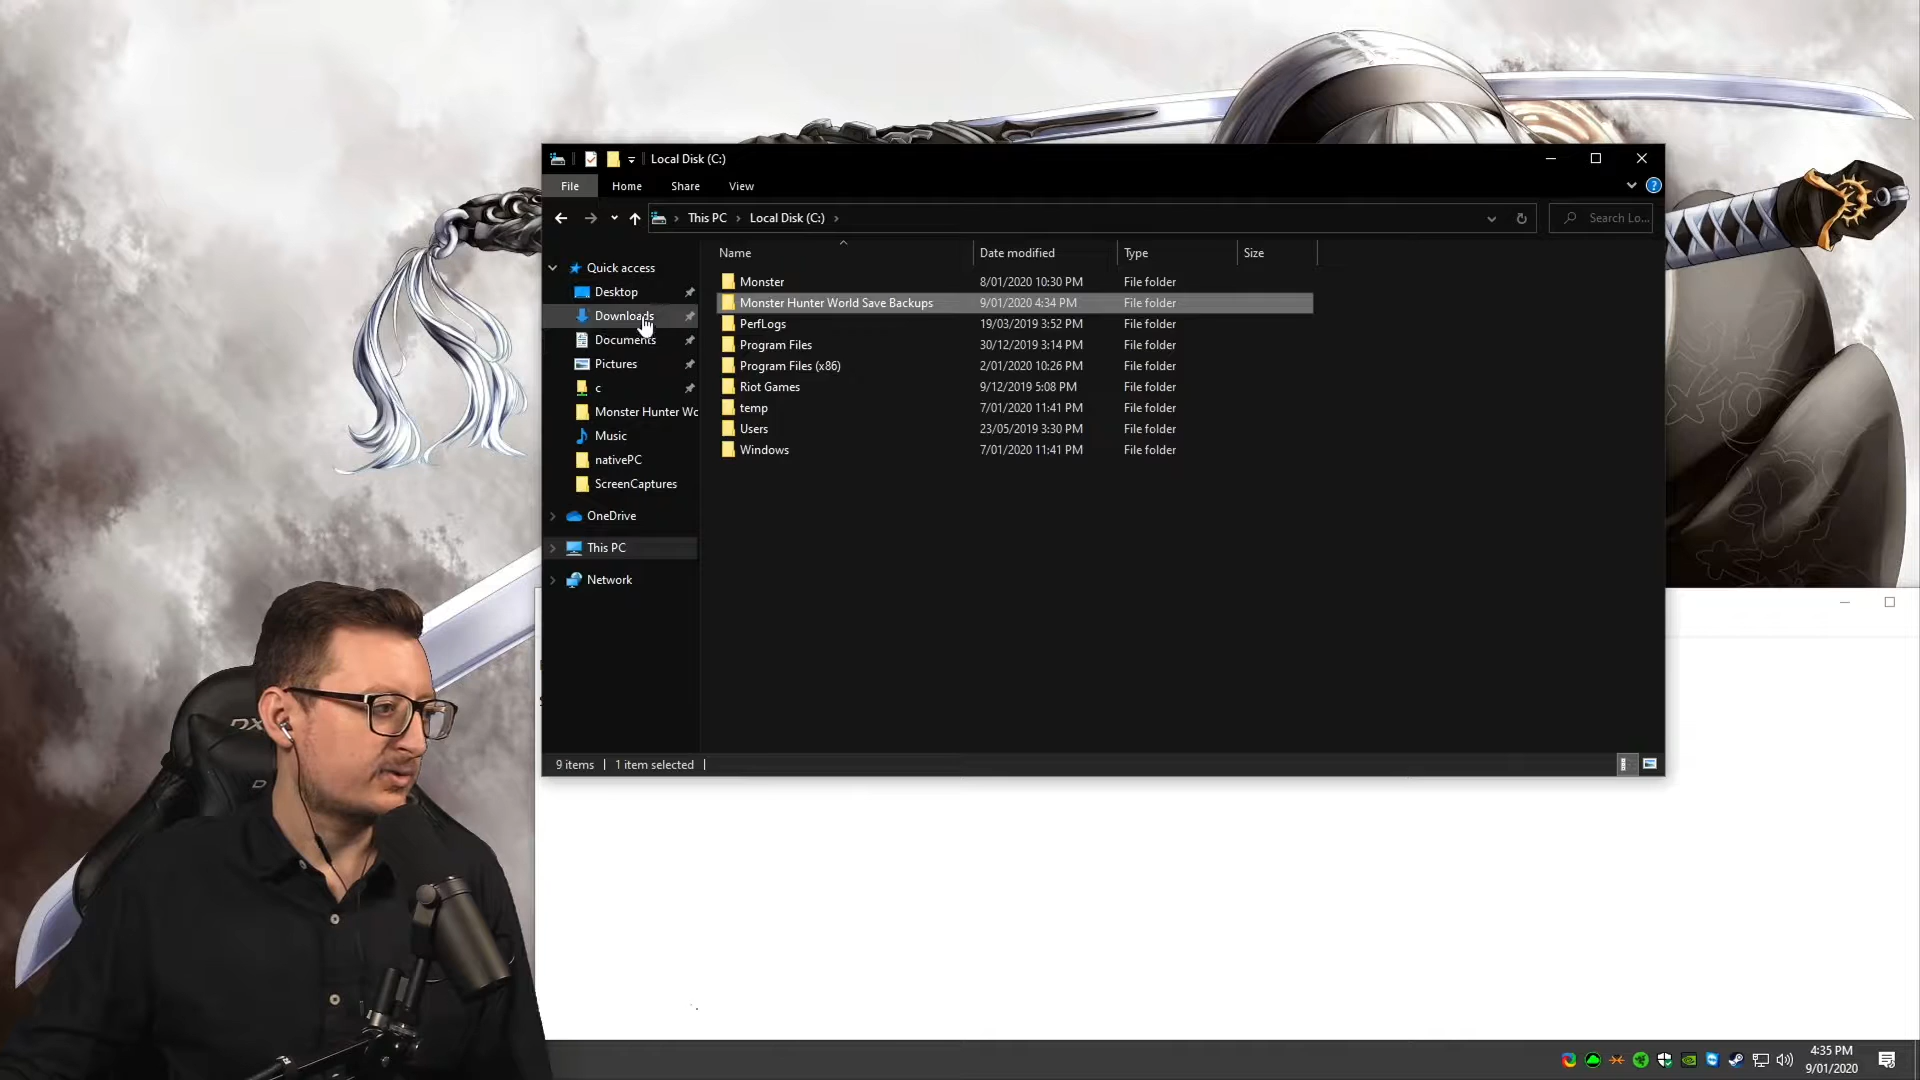 Local Disk (C:)
File Home Share View
This PC Local Disk (C:) Search Lo...
Name Date modified Type Size
Quick access
Desktop
Downloads
Documents
Pictures
c
Monster Hunter Wo
Music
nativePC
ScreenCaptures
OneDrive
This PC
Network
Monster 8/01/2020 10:30 PM File folder
Monster Hunter World Save Backups 9/01/2020 4:34 PM File folder
PerfLogs 19/03/2019 3:52 PM File folder
Program Files 30/12/2019 3:14 PM File folder
Program Files (x86) 2/01/2020 10:26 PM File folder
Riot Games 9/12/2019 5:08 PM File folder
temp 7/01/2020 11:41 PM File folder
Users 23/05/2019 3:30 PM File folder
Windows 7/01/2020 11:41 PM File folder
9 items 1 item selected
DX
4:35 PM
9/01/2020